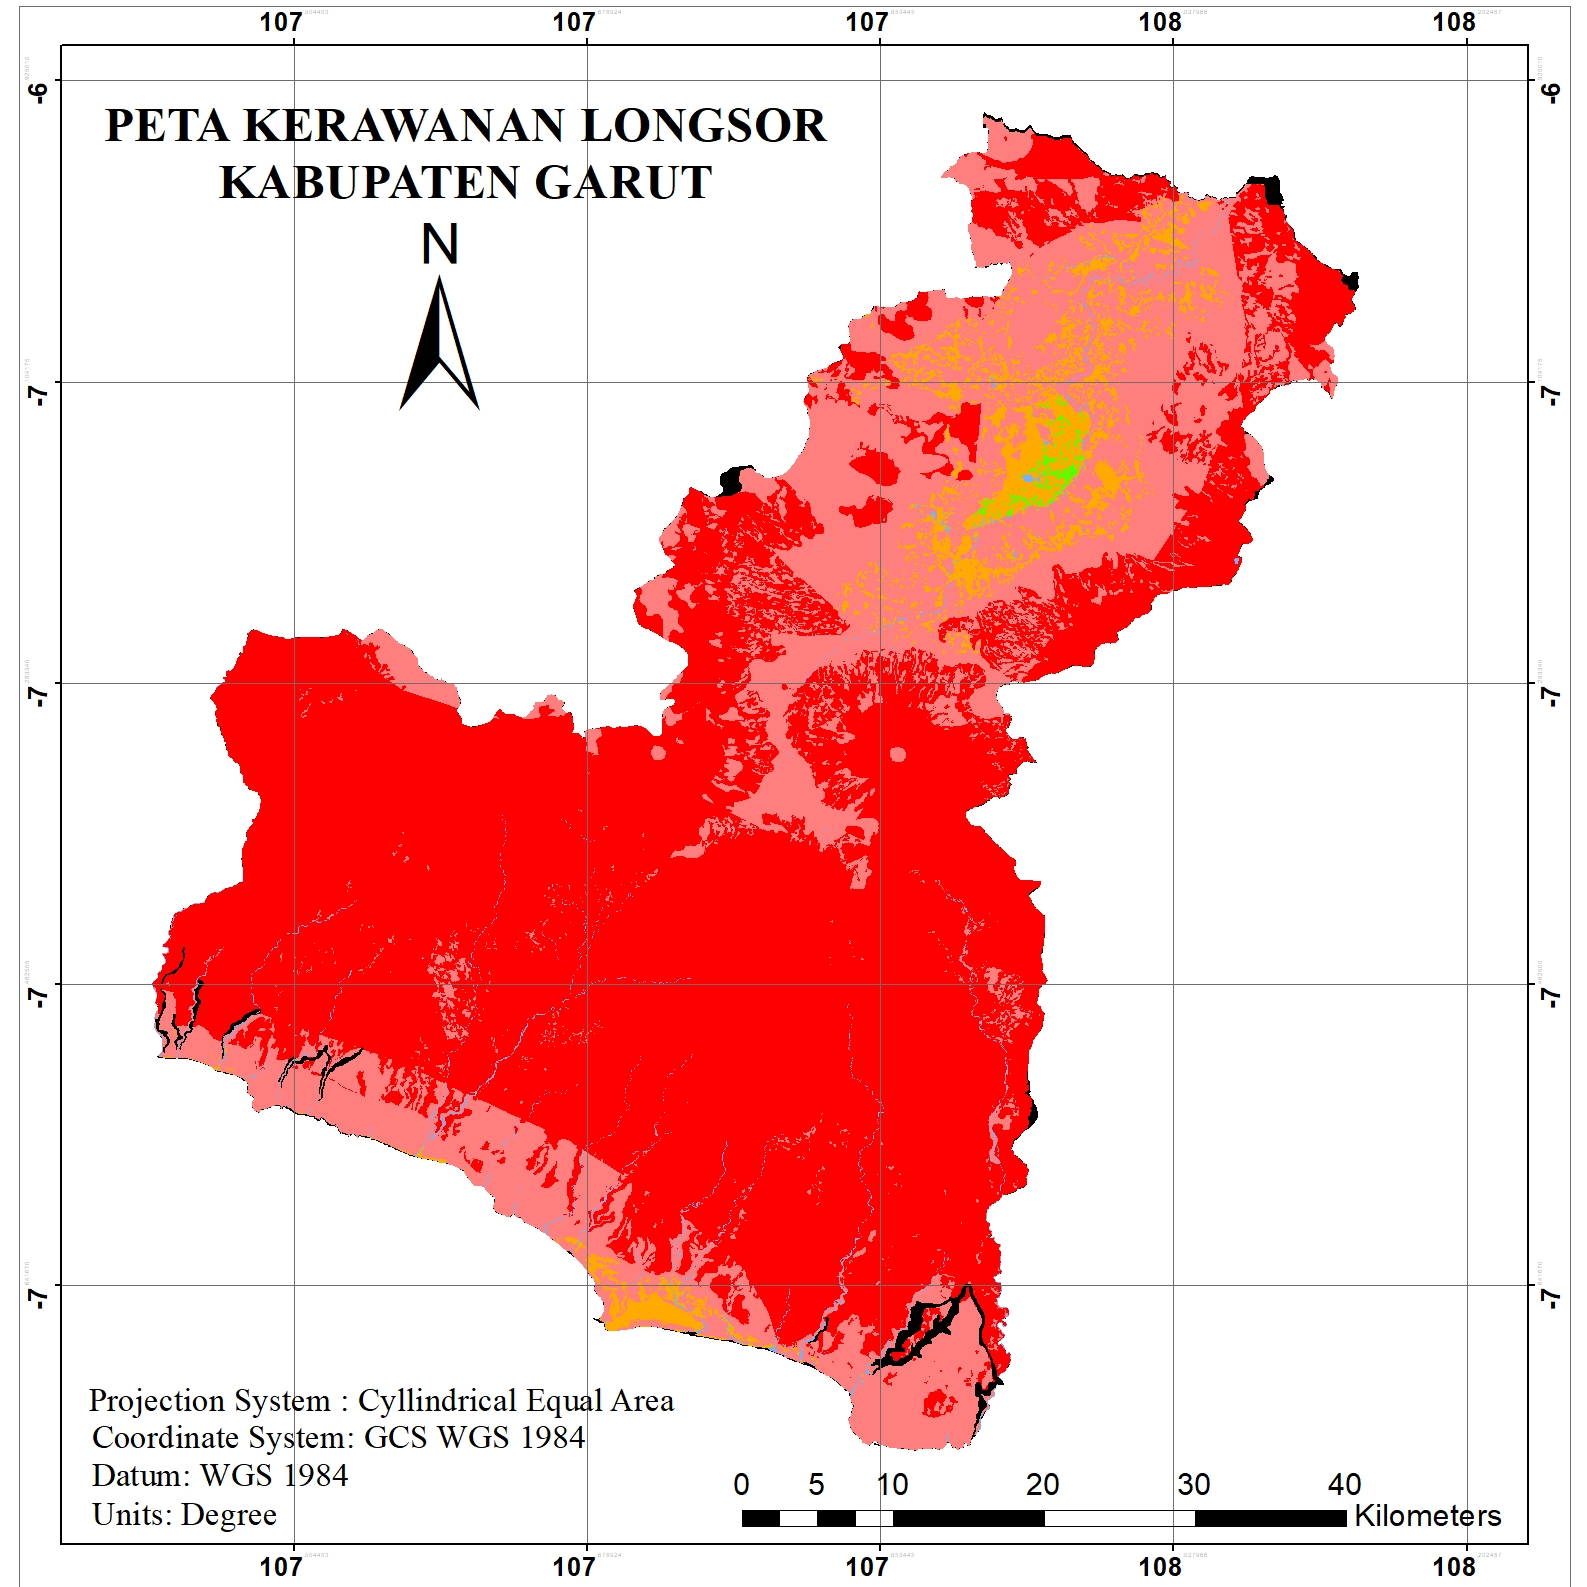 107 107 107 108 108
-6 -6
PETA KERAWANAN LONGSOR
KABUPATEN GARUT
N
-7 -7
-7 -7
-7 -7
-7 -7
Projection System : Cyllindrical Equal Area
Coordinate System: GCS WGS 1984
Datum: WGS 1984
Units: Degree
0 5 10 20 30 40
Kilometers
107 107 107 108 108